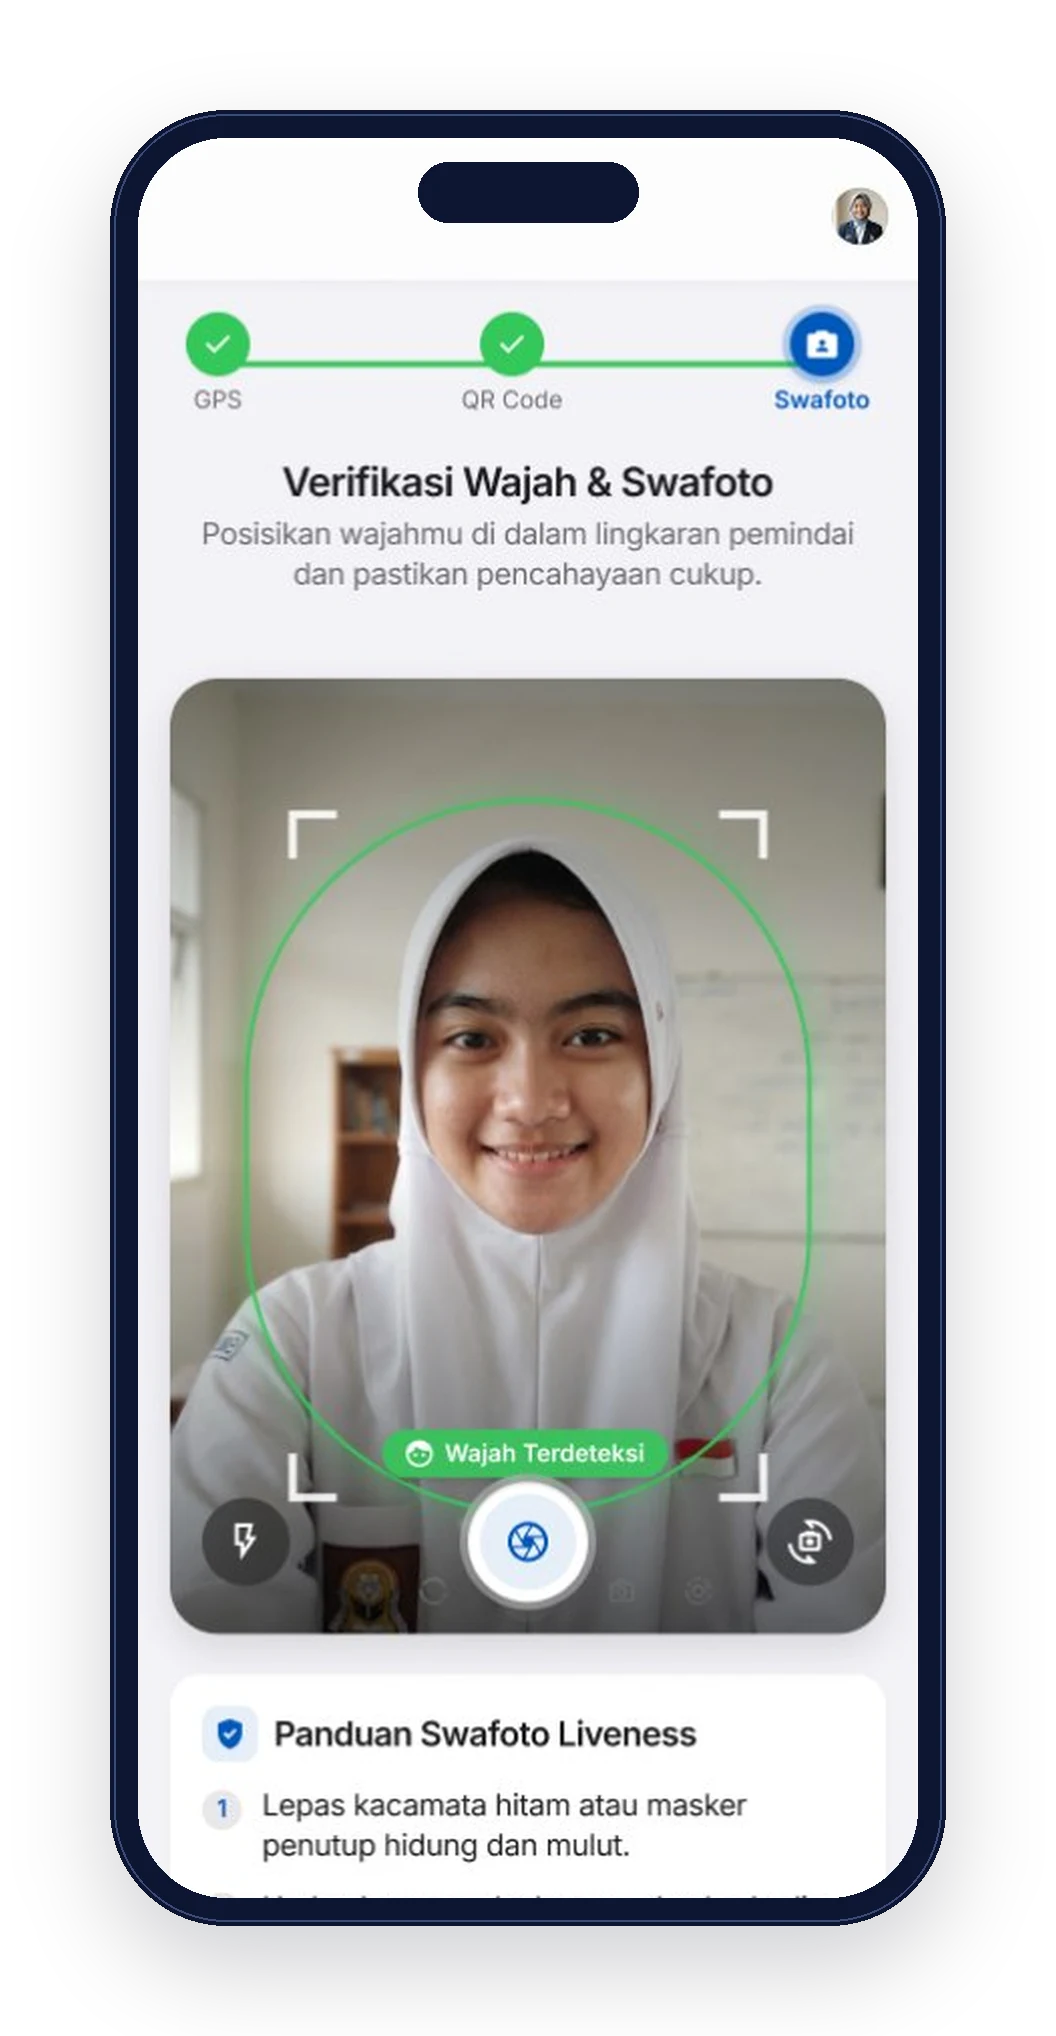 GPS
QR Code
Swafoto
Verifikasi Wajah & Swafoto
Posisikan wajahmu di dalam lingkaran pemindai
dan pastikan pencahayaan cukup.
Wajah Terdeteksi
Panduan Swafoto Liveness
1
Lepas kacamata hitam atau masker
penutup hidung dan mulut.